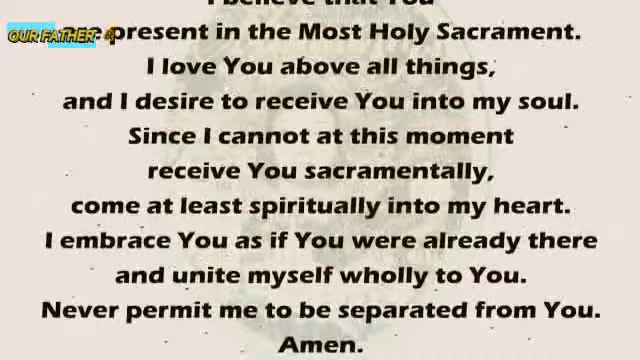 I believe that You
OUR FATHER
are present in the Most Holy Sacrament.
I love You above all things,
and I desire to receive You into my soul.
Since I cannot at this moment
receive You sacramentally,
come at least spiritually into my heart.
I embrace You as if You were already there
and unite myself wholly to You.
Never permit me to be separated from You.
Amen.